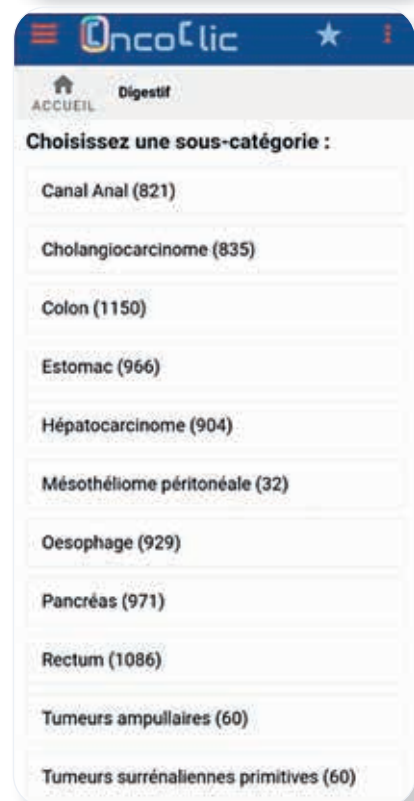 OncoClic
ACCUEIL
Digestif
Choisissez une sous-catégorie :
Canal Anal (821)
Cholangiocarcinome (835)
Colon (1150)
Estomac (966)
Hépatocarcinome (904)
Mésothéliome péritonéale (32)
Oesophage (929)
Pancréas (971)
Rectum (1086)
Tumeurs ampullaires (60)
Tumeurs surrénaliennes primitives (60)